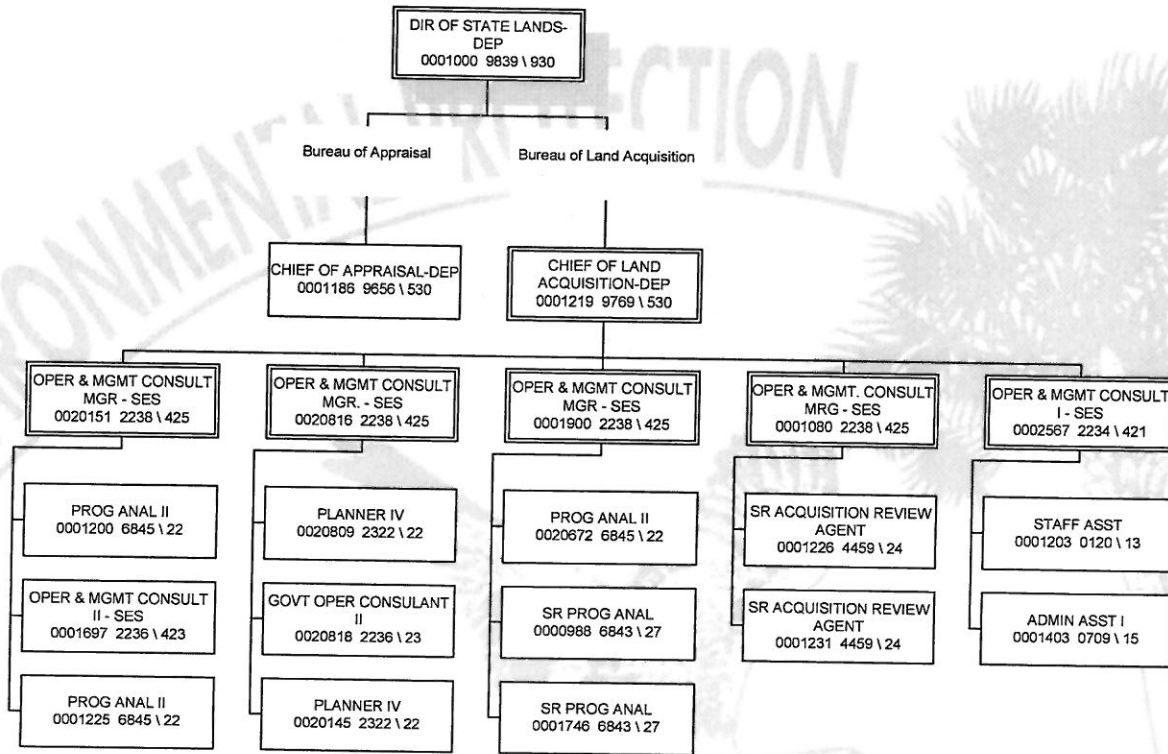 DIR OF STATE LANDS-
DEP
0001000 9839 \ 930
Bureau of Appraisal
Bureau of Land Acquisition
CHIEF OF APPRAISAL-DEP
0001186 9656 \ 530
CHIEF OF LAND
ACQUISITION-DEP
0001219 9769 \ 530
OPER & MGMT CONSULT
MGR - SES
0020151 2238 \ 425
OPER & MGMT CONSULT
MGR. - SES
0020816 2238 \ 425
OPER & MGMT CONSULT
MGR - SES
0001900 2238 \ 425
OPER & MGMT. CONSULT
MRG - SES
0001080 2238 \ 425
OPER & MGMT CONSULT
I - SES
0002567 2234 \ 421
PROG ANAL II
0001200 6845 \ 22
PLANNER IV
0020809 2322 \ 22
PROG ANAL II
0020672 6845 \ 22
SR ACQUISITION REVIEW
AGENT
0001226 4459 \ 24
STAFF ASST
0001203 0120 \ 13
OPER & MGMT CONSULT
II - SES
0001697 2236 \ 423
GOVT OPER CONSULANT
II
0020818 2236 \ 23
SR PROG ANAL
0000988 6843 \ 27
SR ACQUISITION REVIEW
AGENT
0001231 4459 \ 24
ADMIN ASST I
0001403 0709 \ 15
PROG ANAL II
0001225 6845 \ 22
PLANNER IV
0020145 2322 \ 22
SR PROG ANAL
0001746 6843 \ 27